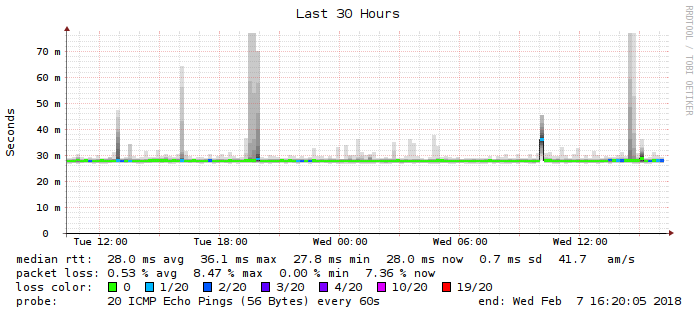 Last 30 Hours
RRDTOOL / TOBI OETIKER
Seconds
70 m
60 m
50 m
40 m
30 m
20 m
10 m
0
Tue 12:00 Tue 18:00 Wed 00:00 Wed 06:00 Wed 12:00
median rtt: 28.0 ms avg 36.1 ms max 27.8 ms min 28.0 ms now 0.7 ms sd 41.7 am/s
packet loss: 0.53 % avg 8.47 % max 0.00 % min 7.36 % now
loss color: 0 1/20 2/20 3/20 4/20 10/20 19/20
probe: 20 ICMP Echo Pings (56 Bytes) every 60s end: Wed Feb 7 16:20:05 2018